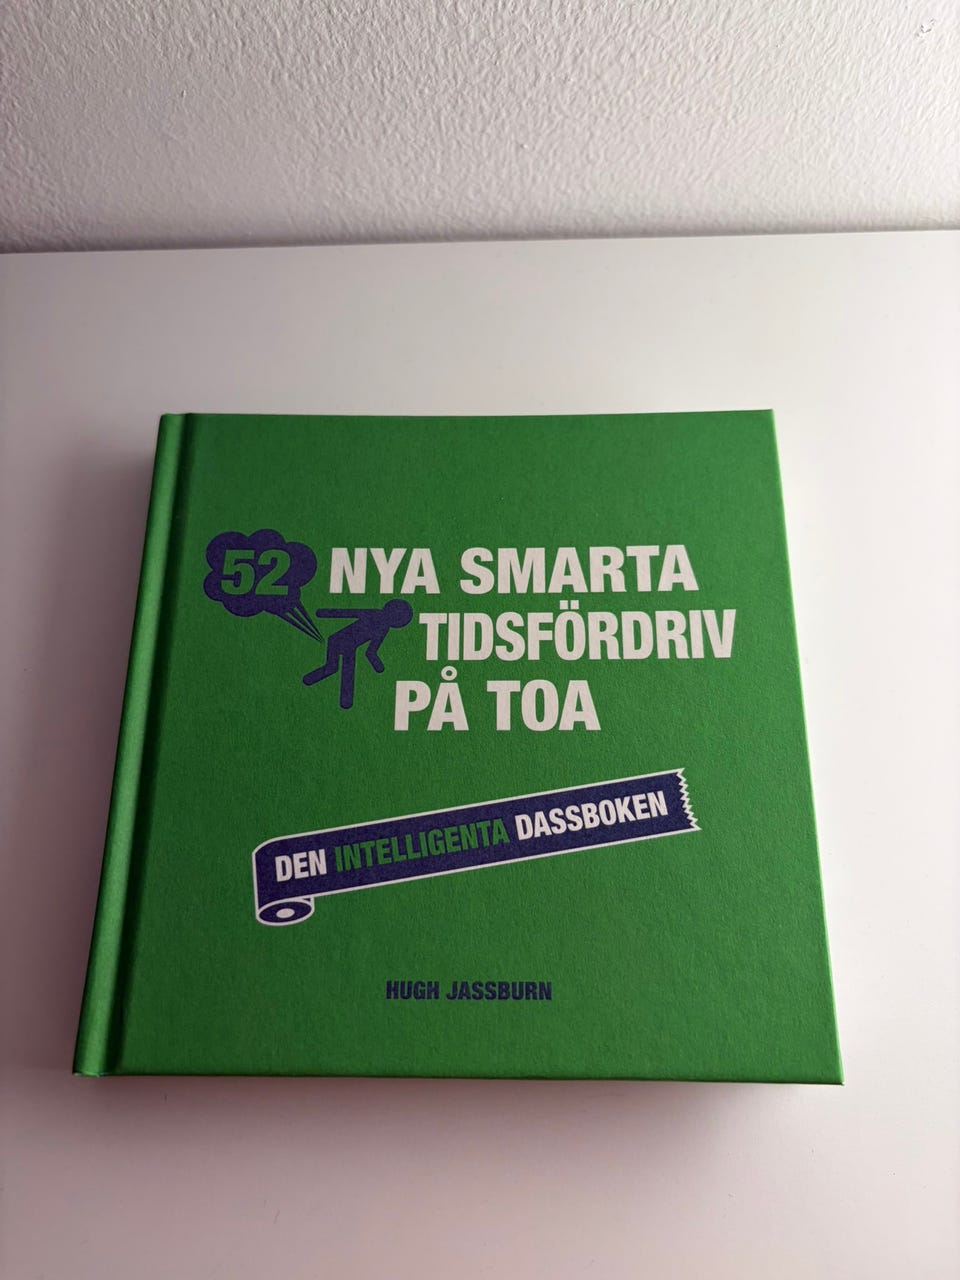 52 NYA SMARTA
TIDSFÖRDRIV
PÅ TOA
DEN INTELLIGENTA DASSBOKEN
HUGH JASSBURN